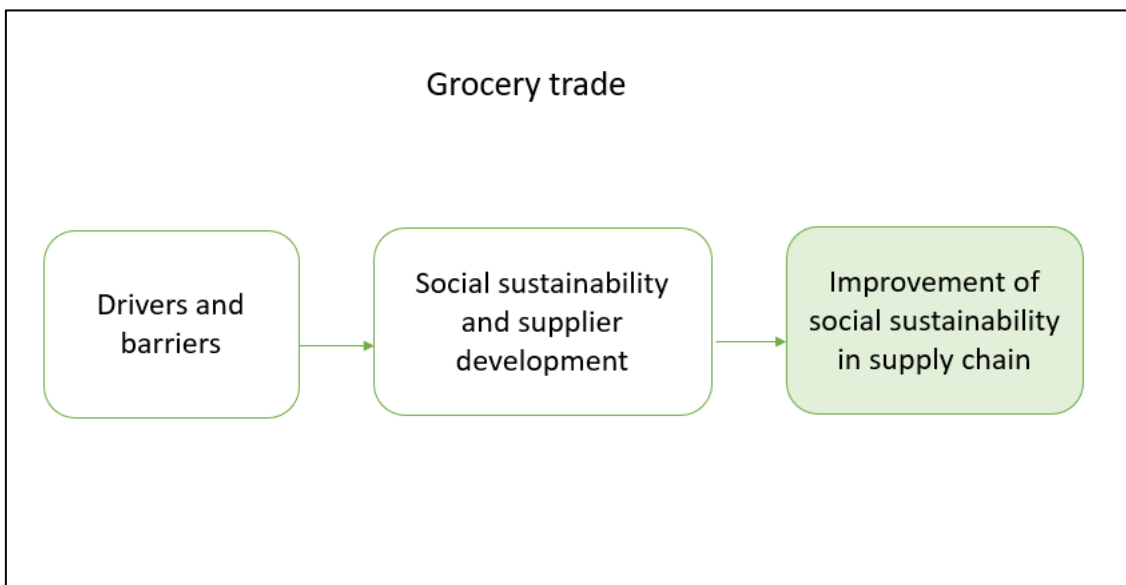 Grocery trade
Drivers and
barriers
Social sustainability
and supplier
development
Improvement of
social sustainability
in supply chain